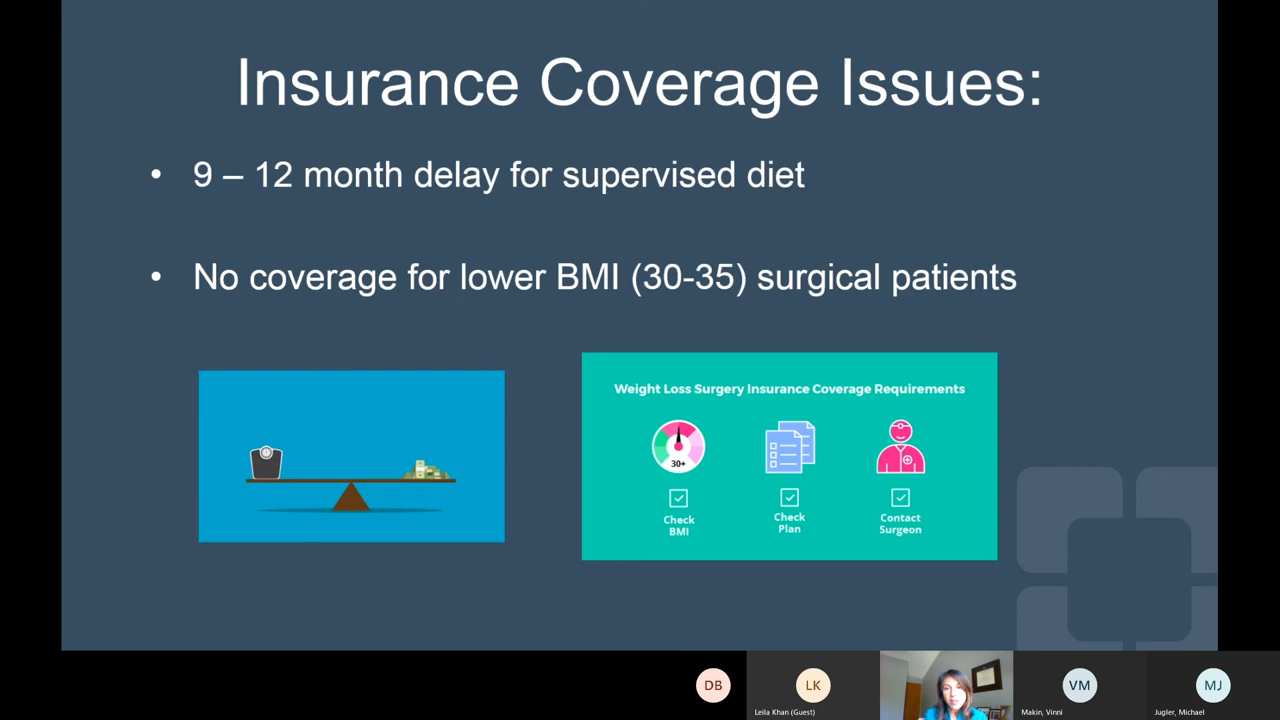 Insurance Coverage Issues:
• 9 – 12 month delay for supervised diet
• No coverage for lower BMI (30-35) surgical patients
Weight Loss Surgery Insurance Coverage Requirements
30+
Check
BMI
Check
Plan
Contact
Surgeon
DB
LK
Leila Khan (Guest)
VM
Makin, Vinni
MJ
Jugler, Michael